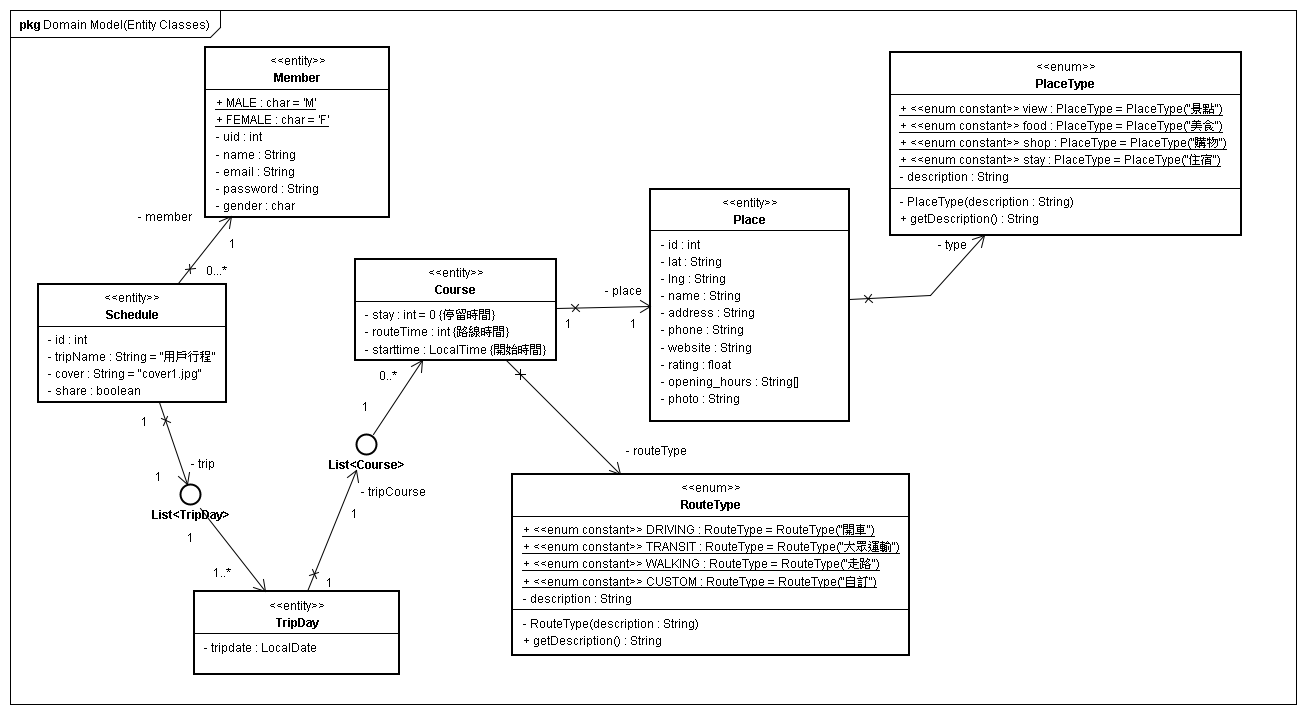 pkg Domain Model(Entity Classes)
<<entity>>
Member
+ MALE : char = 'M'
+ FEMALE : char = 'F'
- uid : int
- name : String
- email : String
- password : String
- gender : char
<<enum>>
PlaceType
+ <<enum constant>> view : PlaceType = PlaceType("景點")
+ <<enum constant>> food : PlaceType = PlaceType("美食")
+ <<enum constant>> shop : PlaceType = PlaceType("購物")
+ <<enum constant>> stay : PlaceType = PlaceType("住宿")
- description : String
- PlaceType(description : String)
+ getDescription() : String
- member
1
0...*
- type
<<entity>>
Place
- id : int
- lat : String
- lng : String
- name : String
- address : String
- phone : String
- website : String
- rating : float
- opening_hours : String[]
- photo : String
<<entity>>
Course
- stay : int = 0 {停留時間}
- routeTime : int {路線時間}
- starttime : LocalTime {開始時間}
- place
1
1
<<entity>>
Schedule
- id : int
- tripName : String = "用戶行程"
- cover : String = "cover1.jpg"
- share : boolean
0..*
1
List<Course>
- tripCourse
1
1
1
- trip
1
List<TripDay>
1
1..*
- routeType
<<enum>>
RouteType
+ <<enum constant>> DRIVING : RouteType = RouteType("開車")
+ <<enum constant>> TRANSIT : RouteType = RouteType("大眾運輸")
+ <<enum constant>> WALKING : RouteType = RouteType("走路")
+ <<enum constant>> CUSTOM : RouteType = RouteType("自訂")
- description : String
- RouteType(description : String)
+ getDescription() : String
<<entity>>
TripDay
- tripdate : LocalDate